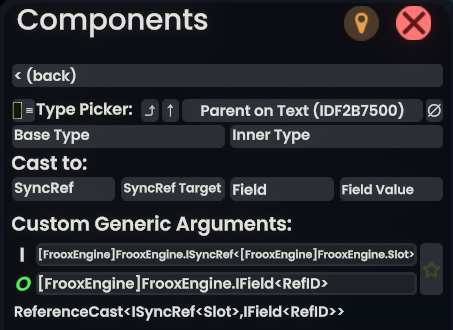 Components
< (back)
≡ Type Picker: ⤴ ↑ Parent on Text (IDF2B7500) ∅
Base Type Inner Type
Cast to:
SyncRef SyncRef Target Field Field Value
Custom Generic Arguments:
I [FrooxEngine]FrooxEngine.ISyncRef<[FrooxEngine]FrooxEngine.Slot>
O [FrooxEngine]FrooxEngine.IField<RefID>
ReferenceCast<ISyncRef<Slot>,IField<RefID>>